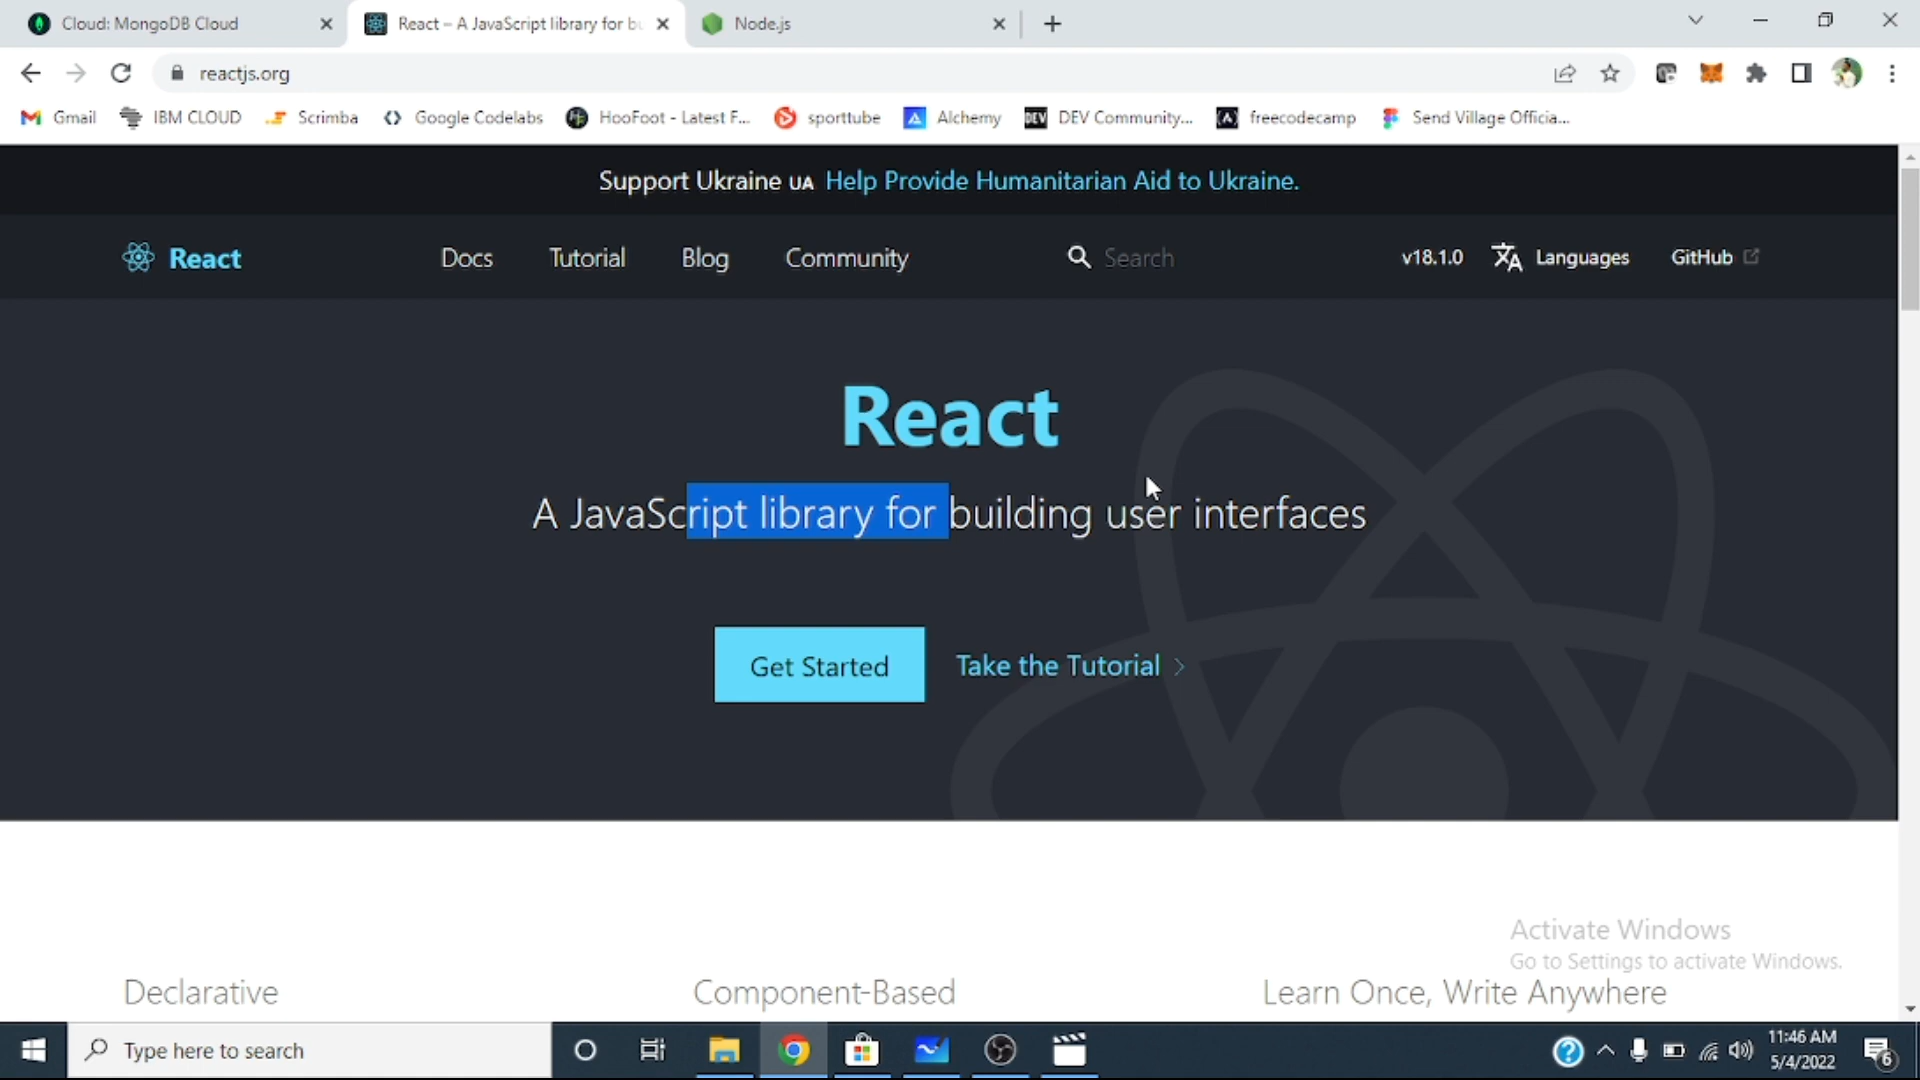 Cloud: MongoDB Cloud
React – A JavaScript library for bu
Node.js
reactjs.org
Gmail
IBM CLOUD
Scrimba
Google Codelabs
HooFoot - Latest F...
sporttube
Alchemy
DEV
DEV Community...
freecodecamp
Send Village Officia...
Support Ukraine UA Help Provide Humanitarian Aid to Ukraine.
React
Docs
Tutorial
Blog
Community
Search
v18.1.0
Languages
GitHub
React
A JavaScript library for building user interfaces
Get Started
Take the Tutorial
Activate Windows
Go to Settings to activate Windows.
Declarative
Component-Based
Learn Once, Write Anywhere
Type here to search
11:46 AM
5/4/2022
6